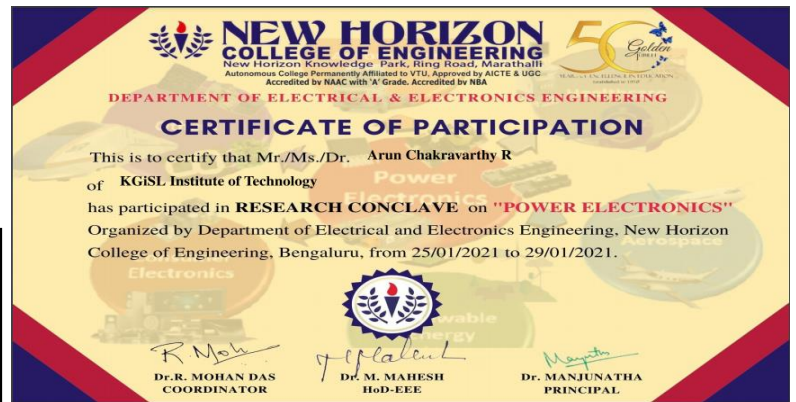 NEW HORIZON
COLLEGE OF ENGINEERING
New Horizon Knowledge Park, Ring Road, Marathalli
Autonomous College Permanently Affiliated to VTU, Approved by AICTE & UGC
Accredited by NAAC with 'A' Grade. Accredited by NBA
50 Golden
DEPARTMENT OF ELECTRICAL & ELECTRONICS ENGINEERING
CERTIFICATE OF PARTICIPATION
This is to certify that Mr./Ms./Dr. Arun Chakravarthy R
of KGiSL Institute of Technology
Power
Electronics
has participated in RESEARCH CONCLAVE on "POWER ELECTRONICS"
Organized by Department of Electrical and Electronics Engineering, New Horizon
Aerospace
College of Engineering, Bengaluru, from 25/01/2021 to 29/01/2021.
Electronics
Energy
Dr.R. MOHAN DAS Dr. M. MAHESH Dr. MANJUNATHA
COORDINATOR HoD-EEE PRINCIPAL